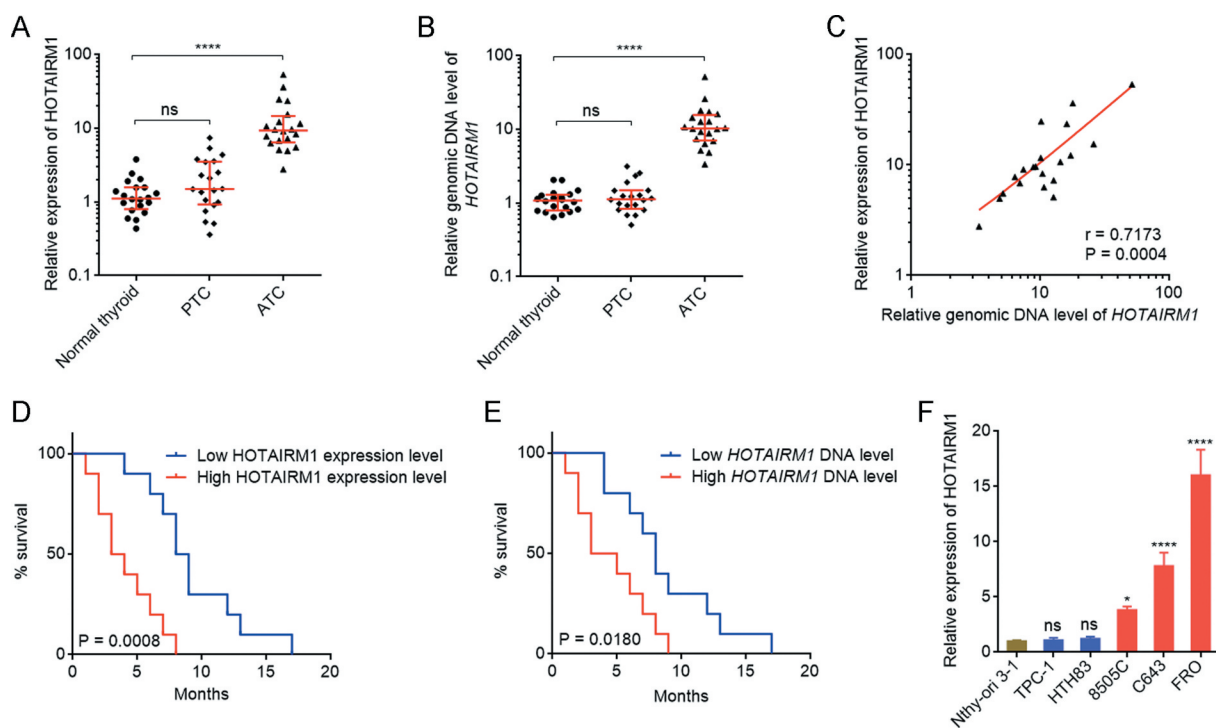 A
Relative expression of HOTAIRM1
100
10
1
0.1
****
ns
Normal thyroid
PTC
ATC
B
Relative genomic DNA level of
HOTAIRM1
100
10
1
0.1
****
ns
Normal thyroid
PTC
ATC
C
Relative expression of HOTAIRM1
100
10
1
r = 0.7173
P = 0.0004
1
10
100
Relative genomic DNA level of HOTAIRM1
D
% survival
100
50
0
Low HOTAIRM1 expression level
High HOTAIRM1 expression level
P = 0.0008
0
5
10
15
20
Months
E
% survival
100
50
0
Low HOTAIRM1 DNA level
High HOTAIRM1 DNA level
P = 0.0180
0
5
10
15
20
Months
F
Relative expression of HOTAIRM1
20
15
10
5
0
ns
ns
*
****
****
Nthy-ori 3-1
TPC-1
HTH83
8505C
C643
FRO